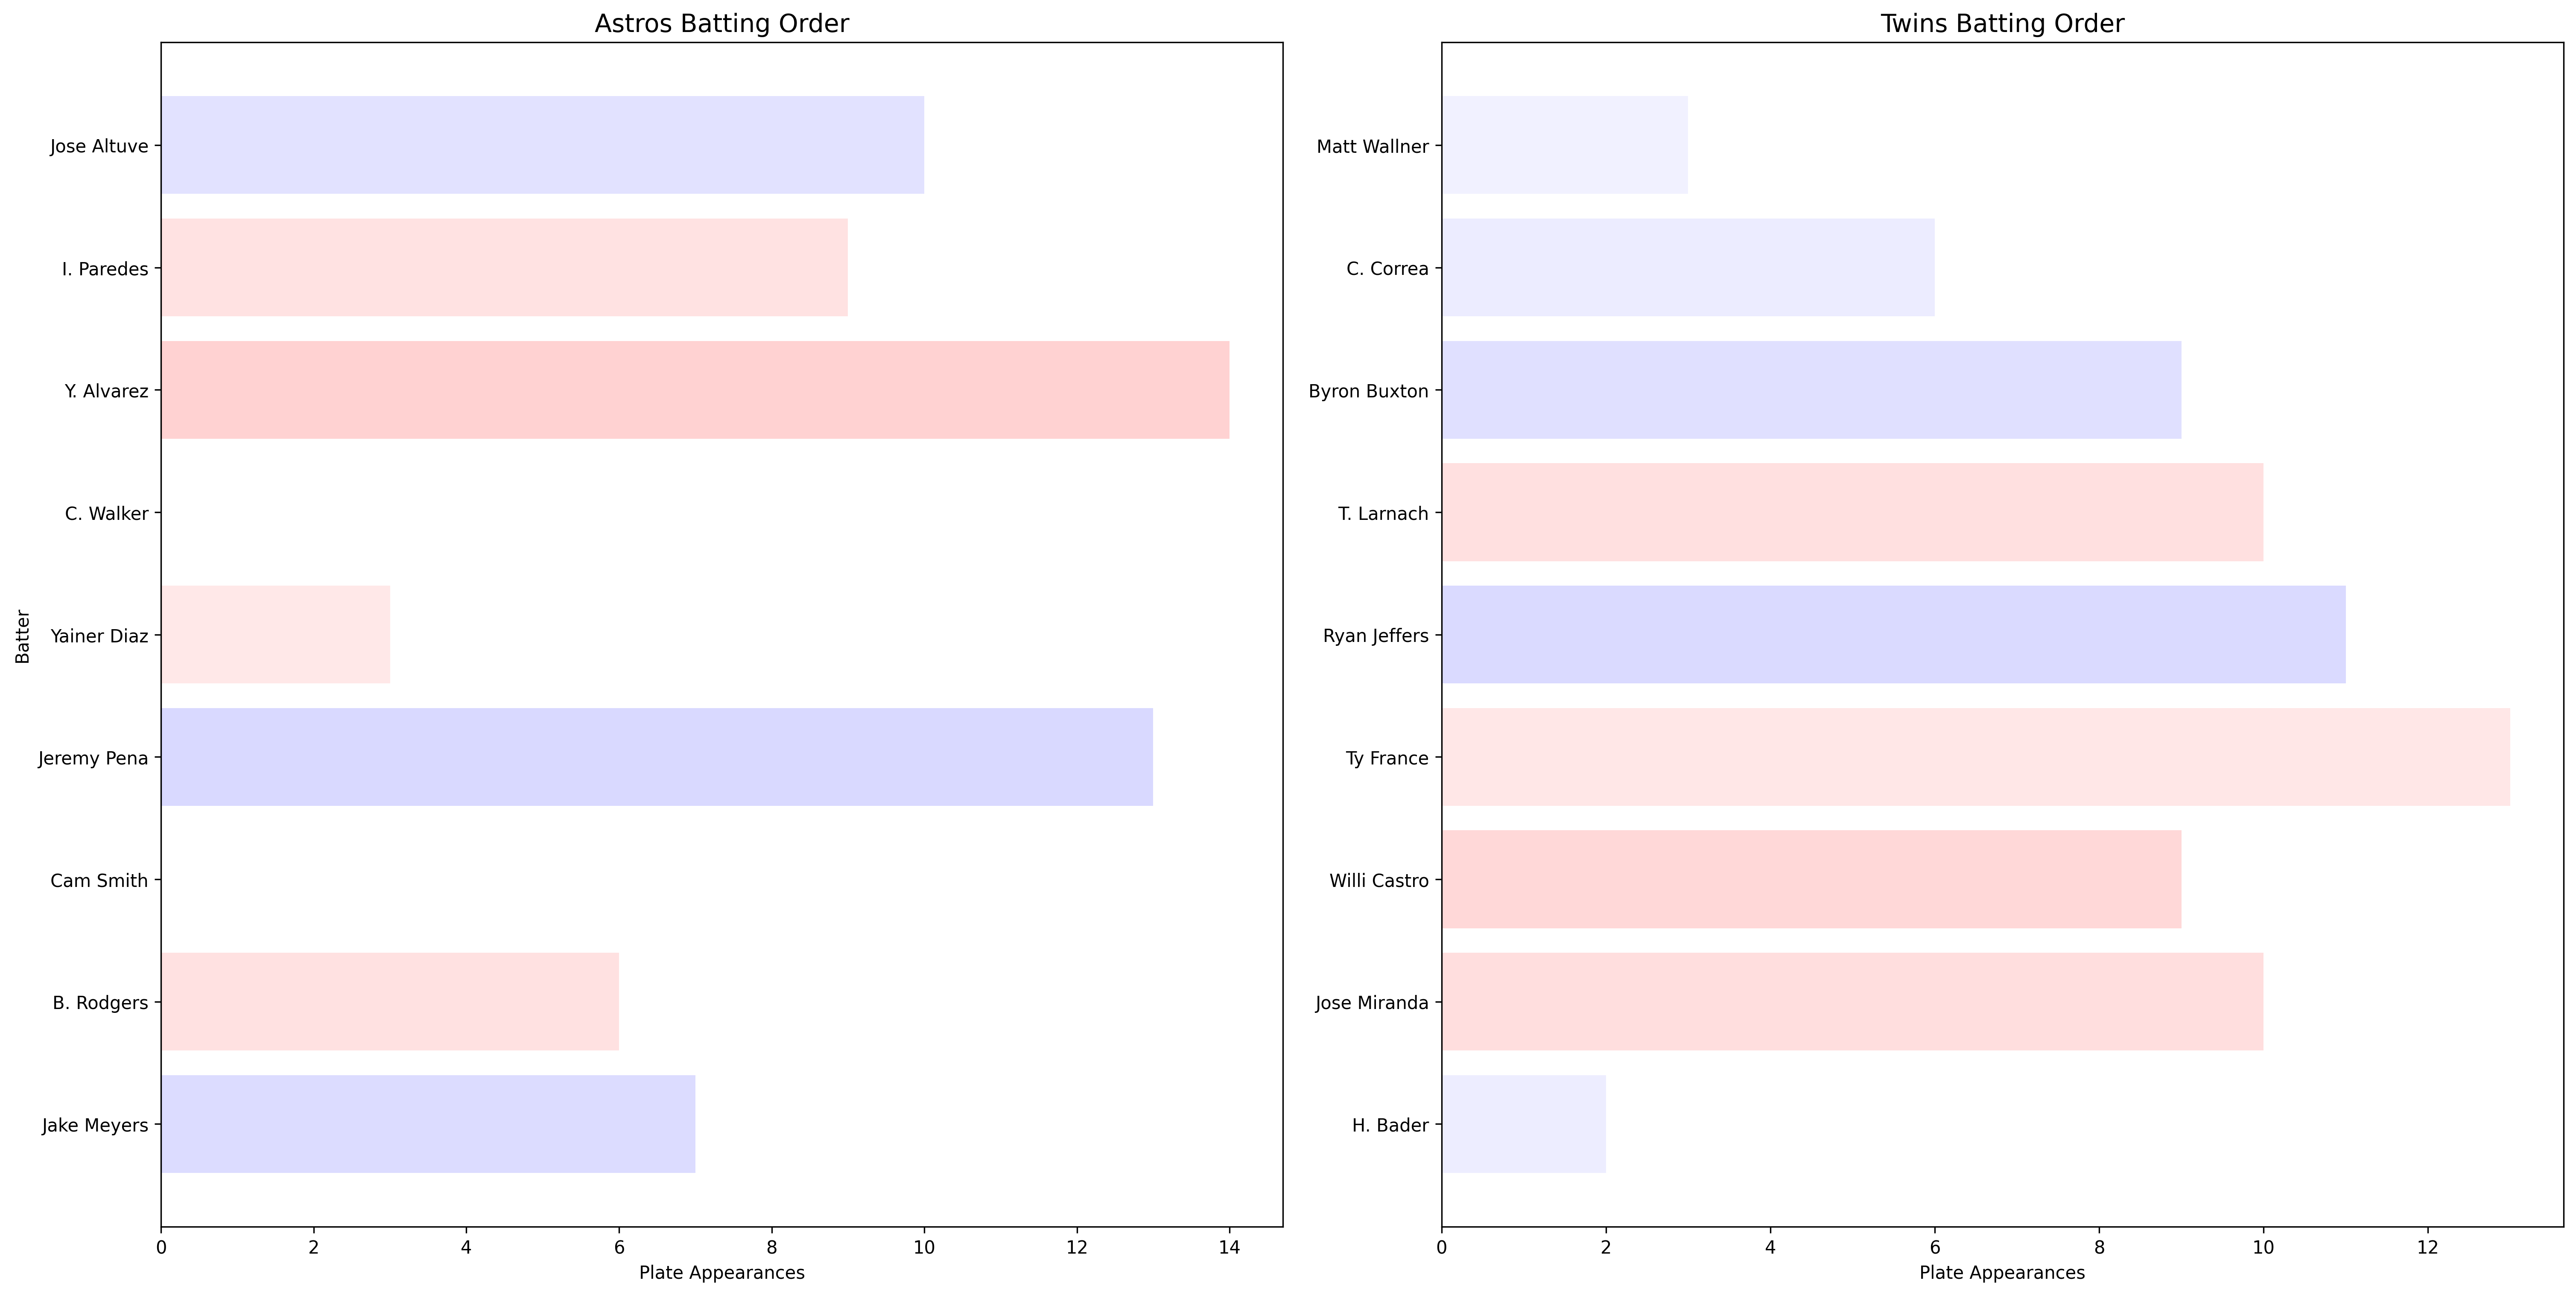 Astros Batting Order
Batter
Jose Altuve
I. Paredes
Y. Alvarez
C. Walker
Yainer Diaz
Jeremy Pena
Cam Smith
B. Rodgers
Jake Meyers
0 2 4 6 8 10 12 14
Plate Appearances
Twins Batting Order
Matt Wallner
C. Correa
Byron Buxton
T. Larnach
Ryan Jeffers
Ty France
Willi Castro
Jose Miranda
H. Bader
0 2 4 6 8 10 12
Plate Appearances